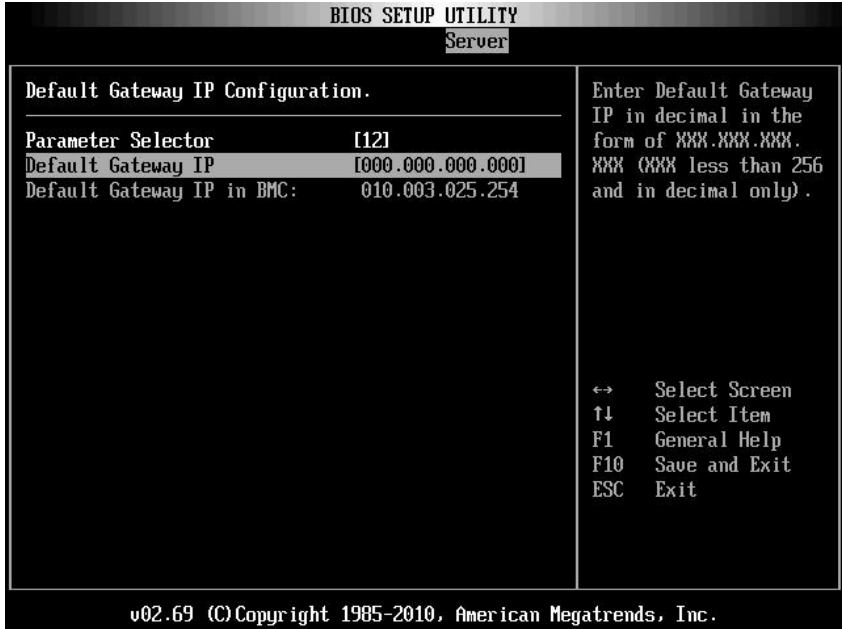 BIOS SETUP UTILITY
Server
Default Gateway IP Configuration.
Parameter Selector [12]
Default Gateway IP [000.000.000.000]
Default Gateway IP in BMC: 010.003.025.254
Enter Default Gateway
IP in decimal in the
form of XXX.XXX.XXX.
XXX (XXX less than 256
and in decimal only).
↔ Select Screen
↑↓ Select Item
F1 General Help
F10 Save and Exit
ESC Exit
v02.69 (C)Copyright 1985-2010, American Megatrends, Inc.